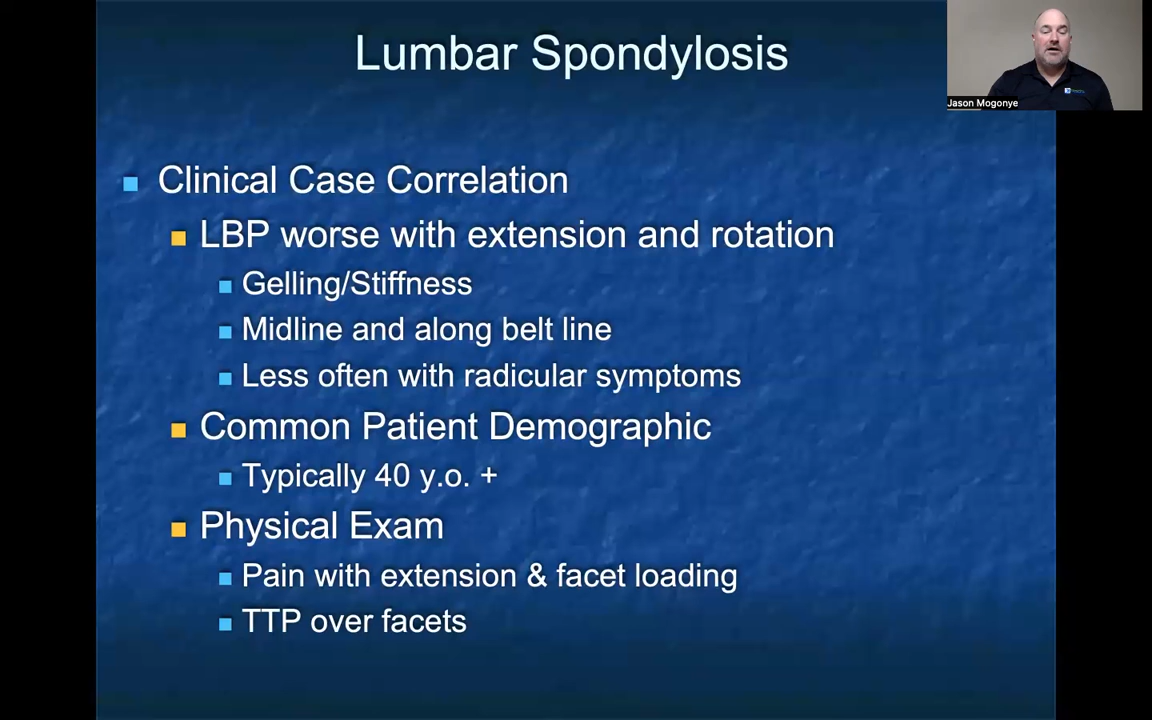 Lumbar Spondylosis
Jason Mogonye
Clinical Case Correlation
LBP worse with extension and rotation
Gelling/Stiffness
Midline and along belt line
Less often with radicular symptoms
Common Patient Demographic
Typically 40 y.o. +
Physical Exam
Pain with extension & facet loading
TTP over facets